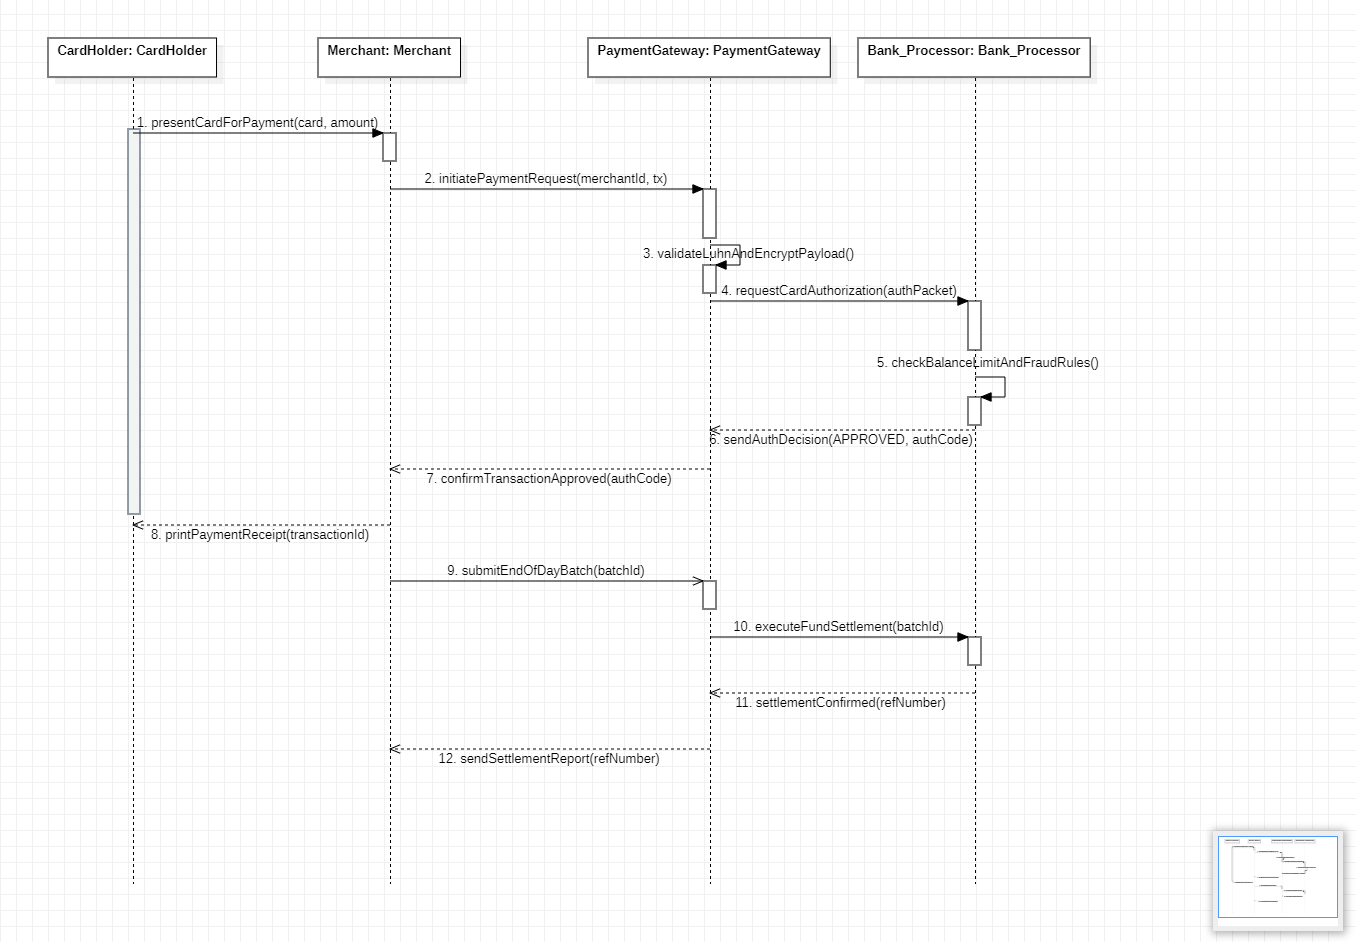 CardHolder: CardHolder
Merchant: Merchant
PaymentGateway: PaymentGateway
Bank_Processor: Bank_Processor
1. presentCardForPayment(card, amount)
2. initiatePaymentRequest(merchantId, tx)
3. validateLuhnAndEncryptPayload()
4. requestCardAuthorization(authPacket)
5. checkBalanceLimitAndFraudRules()
6. sendAuthDecision(APPROVED, authCode)
7. confirmTransactionApproved(authCode)
8. printPaymentReceipt(transactionId)
9. submitEndOfDayBatch(batchId)
10. executeFundSettlement(batchId)
11. settlementConfirmed(refNumber)
12. sendSettlementReport(refNumber)